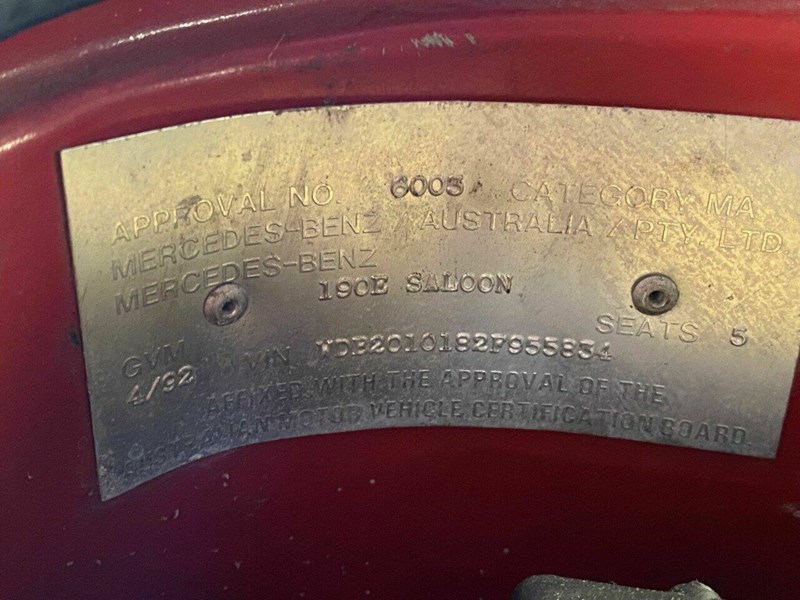 APPROVAL NO. 6005 CATEGORY MA
MERCEDES-BENZ / AUSTRALIA / PTY. LTD.
MERCEDES-BENZ
190E SALOON
SEATS 5
GVM
4/92 VIN WDB2010182F955834
AFFIXED WITH THE APPROVAL OF THE
AUSTRALIAN MOTOR VEHICLE CERTIFICATION BOARD